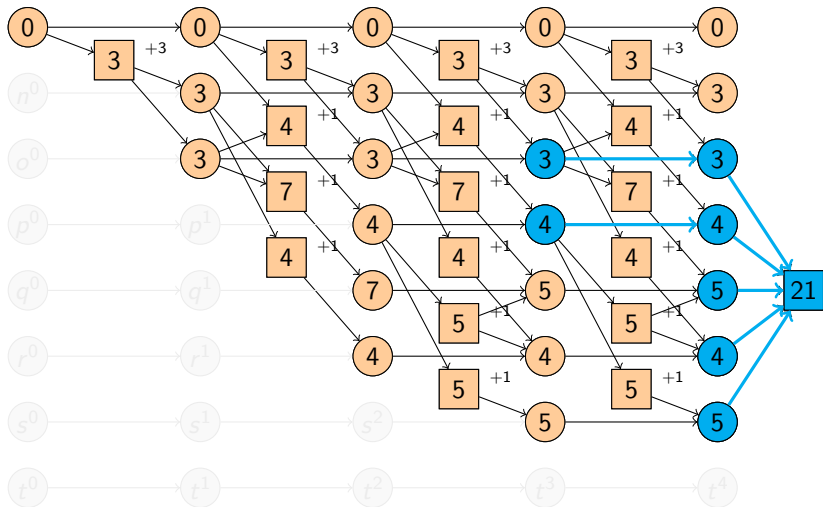 0 0 0 0 0
3 +3 3 +3 3 +3 3 +3
n⁰ 3 3 3 3
4 +1 4 +1 4 +1
o⁰ 3 3 3 3
7 +1 7 +1 7 +1
p⁰ p¹ 4 4 4
4 +1 4 +1 4 +1
q⁰ q¹ 7 5 5 21
5 +1 5 +1
r⁰ r¹ 4 4 4
5 +1 5 +1
s⁰ s¹ s² 5 5
t⁰ t¹ t² t³ t⁴